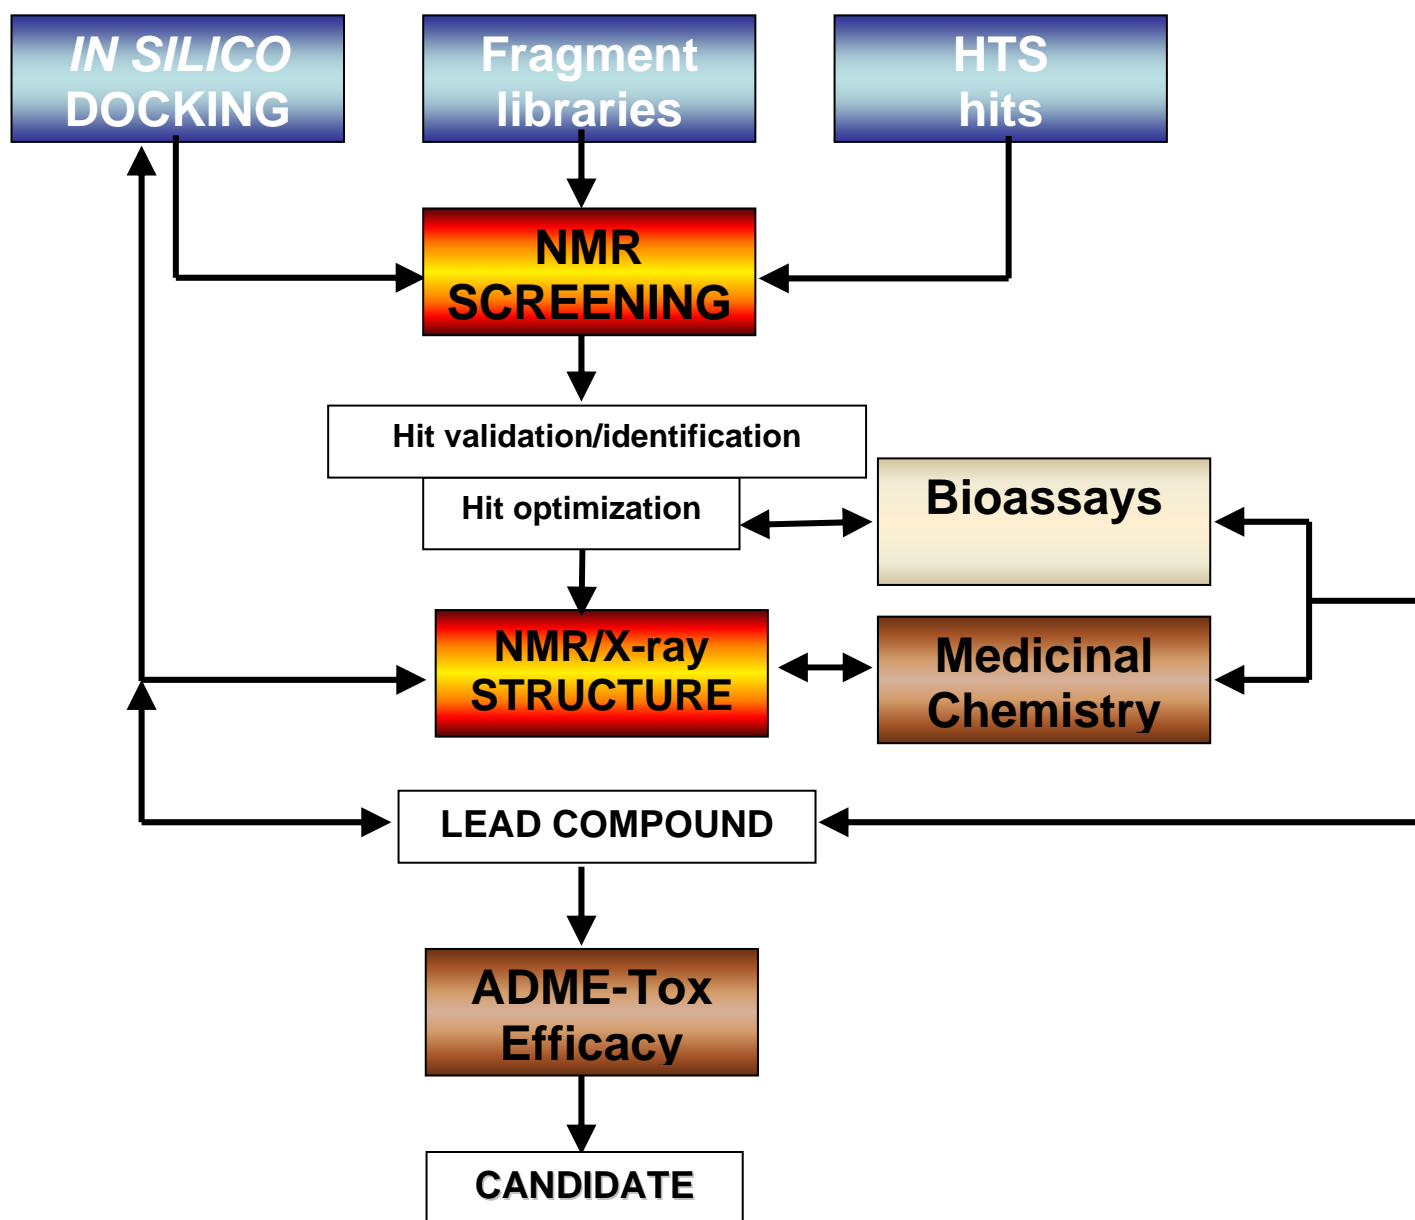 IN SILICO
DOCKING
Fragment
libraries
HTS
hits
NMR
SCREENING
Hit validation/identification
Hit optimization
Bioassays
NMR/X-ray
STRUCTURE
Medicinal
Chemistry
LEAD COMPOUND
ADME-Tox
Efficacy
CANDIDATE